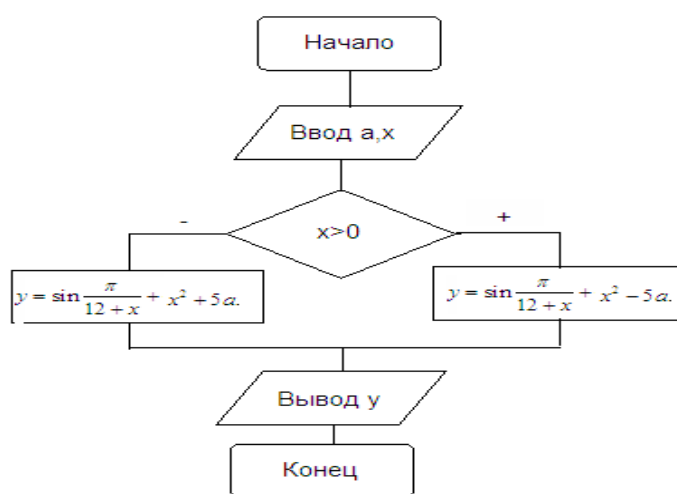 Начало
Ввод a,x
x>0
-
+
y = sin π/(12 + x) + x² + 5a.
y = sin π/(12 + x) + x² − 5a.
Вывод y
Конец